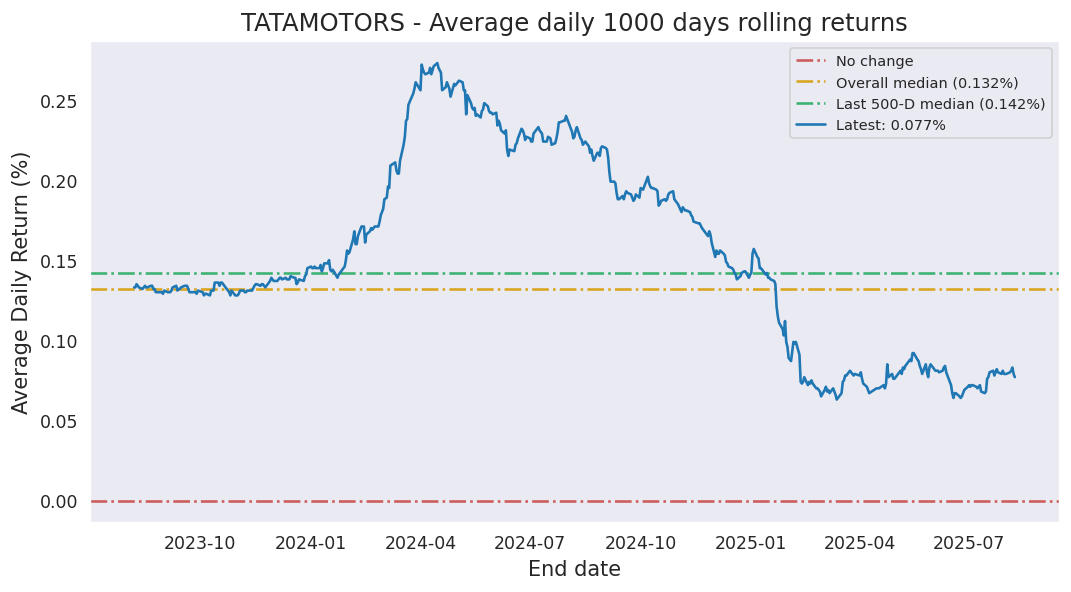 TATAMOTORS - Average daily 1000 days rolling returns
No change
Overall median (0.132%)
Last 500-D median (0.142%)
Latest: 0.077%
Average Daily Return (%)
0.25
0.20
0.15
0.10
0.05
0.00
2023-10 2024-01 2024-04 2024-07 2024-10 2025-01 2025-04 2025-07
End date